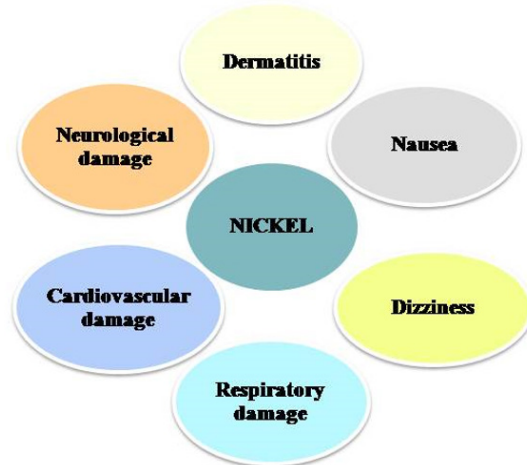 Dermatitis
Neurological
damage
Nausea
NICKEL
Cardiovascular
damage
Dizziness
Respiratory
damage